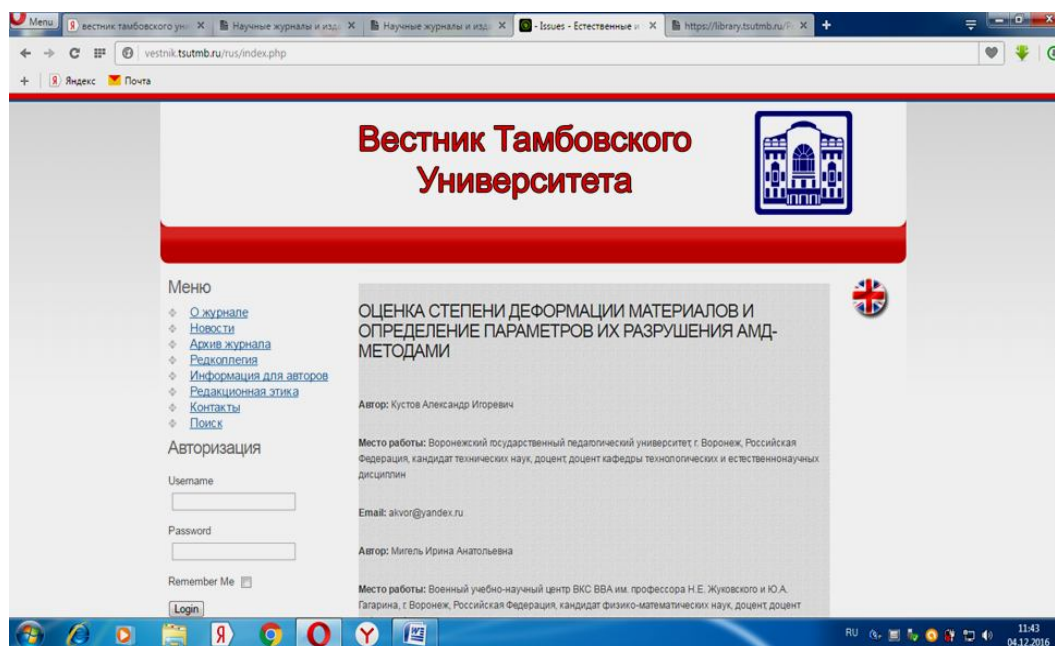 Menu
вестник тамбовского уни
Научные журналы и изд
Научные журналы и изд
- Issues - Естественные и
https://library.tsutmb.ru/
vestnik.tsutmb.ru/rus/index.php
Яндекс
Почта
Вестник Тамбовского
Университета
Меню
О журнале
Новости
Архив журнала
Редколлегия
Информация для авторов
Редакционная этика
Контакты
Поиск
Авторизация
Username
Password
Remember Me
Login
ОЦЕНКА СТЕПЕНИ ДЕФОРМАЦИИ МАТЕРИАЛОВ И
ОПРЕДЕЛЕНИЕ ПАРАМЕТРОВ ИХ РАЗРУШЕНИЯ АМД-
МЕТОДАМИ
Автор: Кустов Александр Игоревич
Место работы: Воронежский государственный педагогический университет, г. Воронеж, Российская
Федерация, кандидат технических наук, доцент, доцент кафедры технологических и естественнонаучных
дисциплин
Email: akvor@yandex.ru
Автор: Мигель Ирина Анатольевна
Место работы: Военный учебно-научный центр ВКС ВВА им. профессора Н.Е. Жуковского и Ю.А.
Гагарина, г. Воронеж, Российская Федерация, кандидат физико-математических наук, доцент, доцент
RU
11:43
04.12.2016